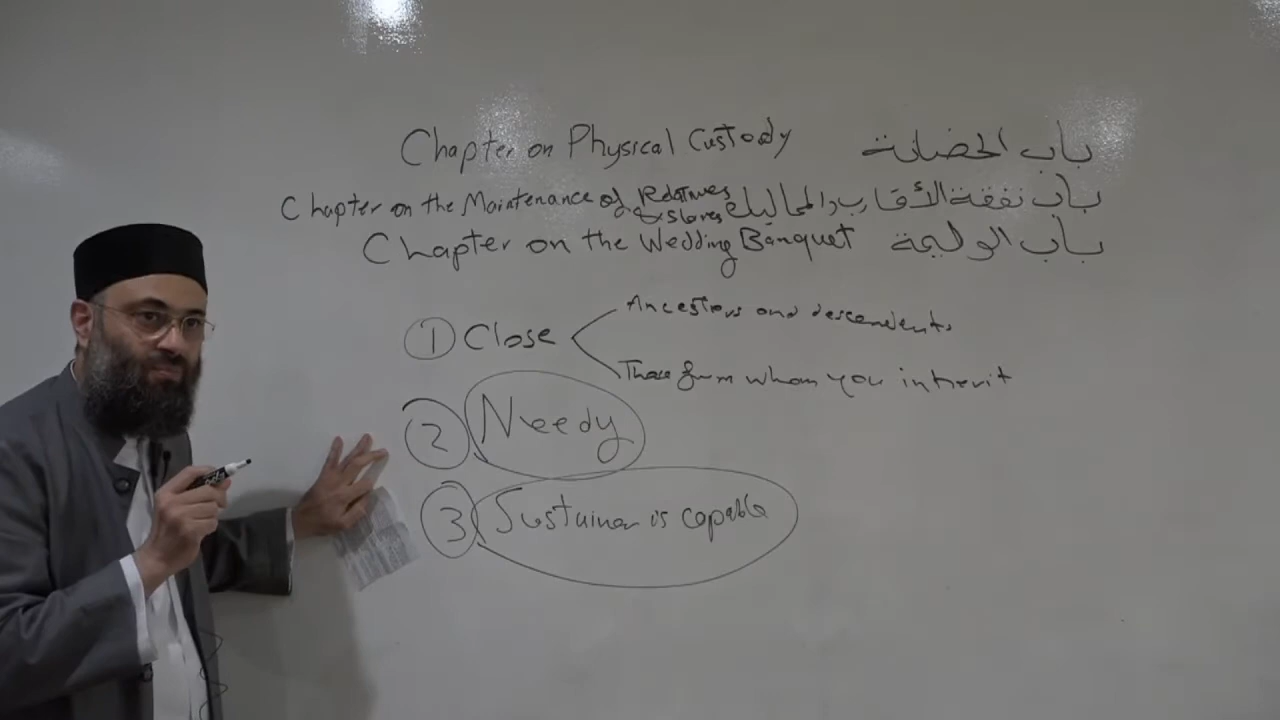 Chapter on Physical Custody باب الحضانة
Chapter on the Maintenance of Relatives & Slaves باب نفقة الأقارب والمماليك
Chapter on the Wedding Banquet باب الوليمة
1 Close
Ancestors and descendents
Those from whom you inherit
2 Needy
3 Sustainer is capable